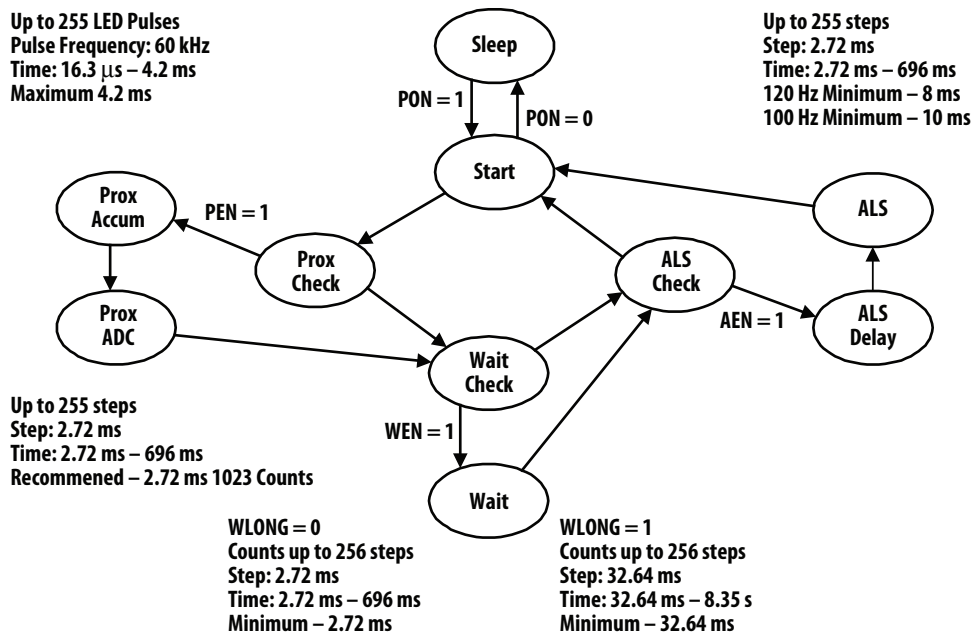 Up to 255 LED Pulses
Pulse Frequency: 60 kHz
Time: 16.3 μs – 4.2 ms
Maximum 4.2 ms
Sleep
Up to 255 steps
Step: 2.72 ms
Time: 2.72 ms – 696 ms
120 Hz Minimum – 8 ms
100 Hz Minimum – 10 ms
PON = 1
PON = 0
Start
Prox
Accum
PEN = 1
ALS
Prox
Check
ALS
Check
Prox
ADC
AEN = 1
ALS
Delay
Wait
Check
Up to 255 steps
Step: 2.72 ms
Time: 2.72 ms – 696 ms
Recommened – 2.72 ms 1023 Counts
WEN = 1
Wait
WLONG = 0
Counts up to 256 steps
Step: 2.72 ms
Time: 2.72 ms – 696 ms
Minimum – 2.72 ms
WLONG = 1
Counts up to 256 steps
Step: 32.64 ms
Time: 32.64 ms – 8.35 s
Minimum – 32.64 ms